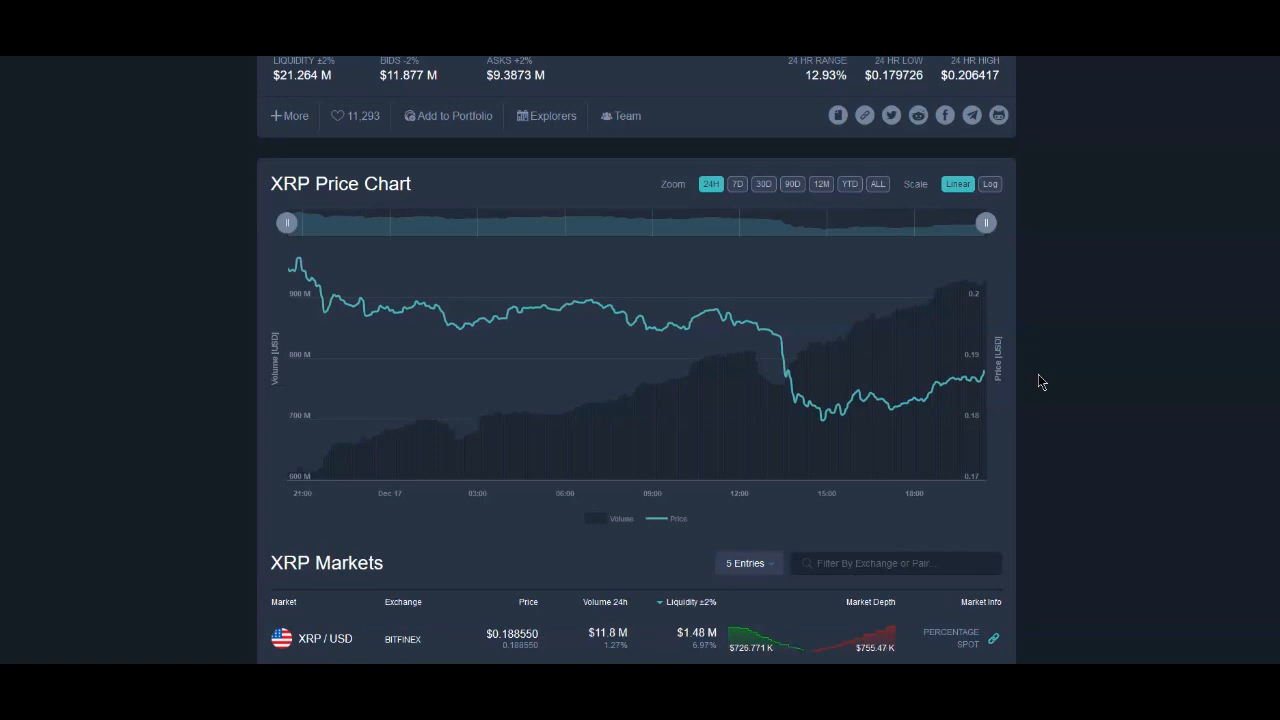 LIQUIDITY ±2% BIDS -2% ASKS +2% 24 HR RANGE 24 HR LOW 24 HR HIGH
$21.264 M $11.877 M $9.3873 M 12.93% $0.179726 $0.206417
More 11,293 Add to Portfolio Explorers Team
XRP Price Chart Zoom 24H 7D 30D 90D 12M YTD ALL Scale Linear Log
900 M 0.2
800 M 0.19
700 M 0.18
600 M 0.17
Volume [USD]
Price [USD]
21:00 Dec 17 03:00 06:00 09:00 12:00 15:00 18:00
Volume Price
XRP Markets 5 Entries Filter By Exchange or Pair...
Market Exchange Price Volume 24h Liquidity ±2% Market Depth Market Info
XRP / USD BITFINEX $0.188550 $11.8 M $1.48 M PERCENTAGE
0.188550 1.27% 6.97% $726.771 K $755.47 K SPOT